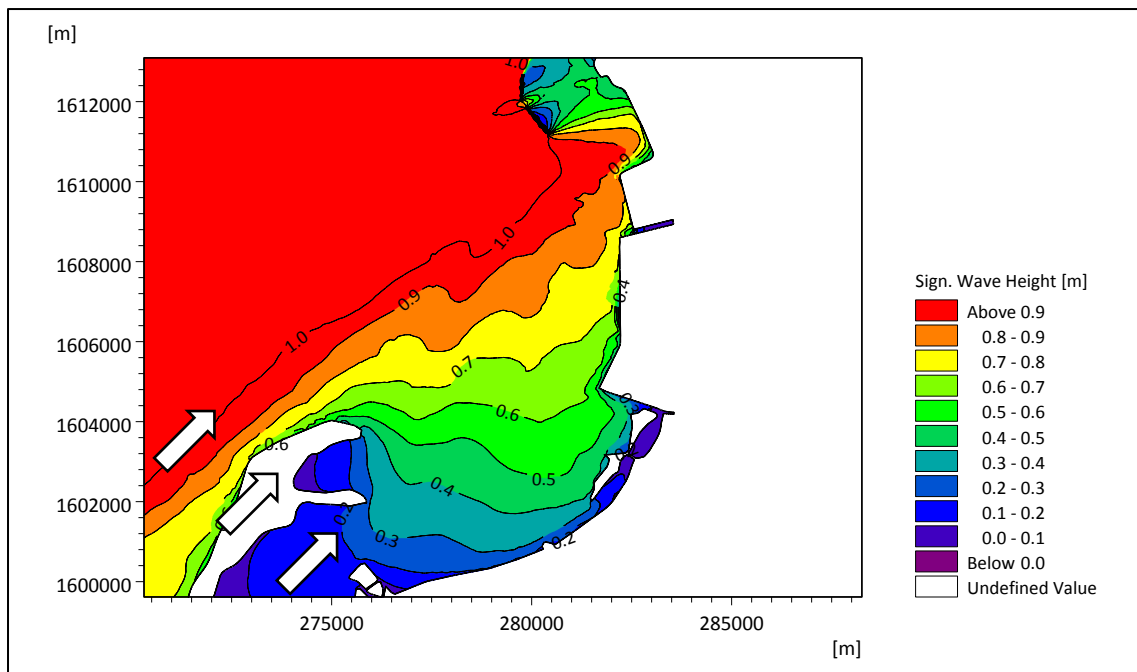 [m]
1612000
1610000
1608000
1606000
1604000
1602000
1600000
275000
280000
285000
[m]
1.0
0.9
1.0
0.4
0.9
1.0
0.7
0.6
0.6
0.3
0.5
0.4
0.2
0.3
0.2
Sign. Wave Height [m]
Above 0.9
0.8 - 0.9
0.7 - 0.8
0.6 - 0.7
0.5 - 0.6
0.4 - 0.5
0.3 - 0.4
0.2 - 0.3
0.1 - 0.2
0.0 - 0.1
Below 0.0
Undefined Value